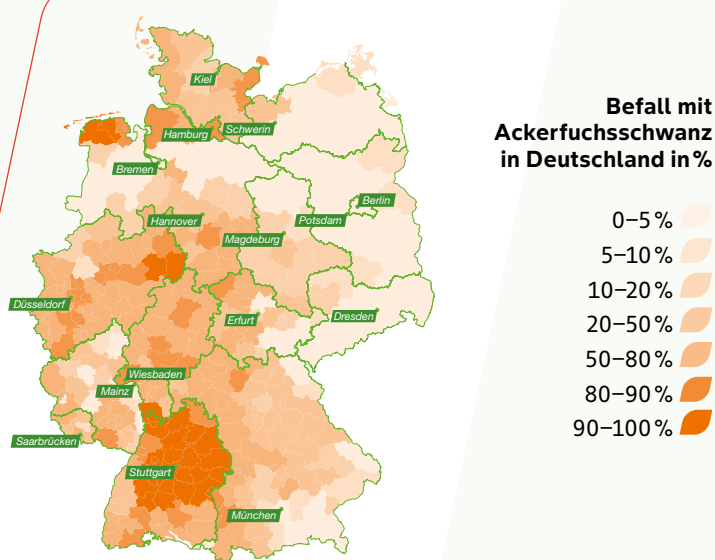 Befall mit
Ackerfuchsschwanz
in Deutschland in %
0–5 %
5–10 %
10–20 %
20–50 %
50–80 %
80–90 %
90–100 %
Kiel
Hamburg
Schwerin
Bremen
Berlin
Hannover
Potsdam
Magdeburg
Düsseldorf
Erfurt
Dresden
Wiesbaden
Mainz
Saarbrücken
Stuttgart
München